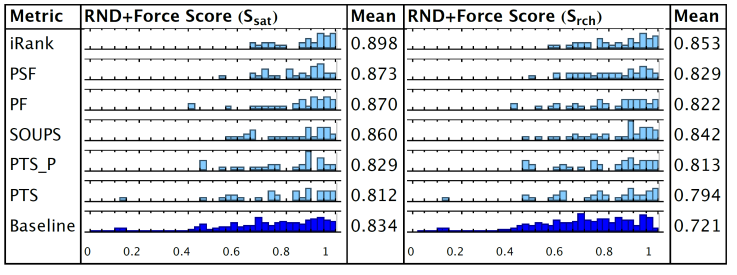 Metric RND+Force Score (Ssat) Mean RND+Force Score (Srch) Mean
iRank 0.898 0.853
PSF 0.873 0.829
PF 0.870 0.822
SOUPS 0.860 0.842
PTS_P 0.829 0.813
PTS 0.812 0.794
Baseline 0.834 0.721
0 0.2 0.4 0.6 0.8 1 0 0.2 0.4 0.6 0.8 1